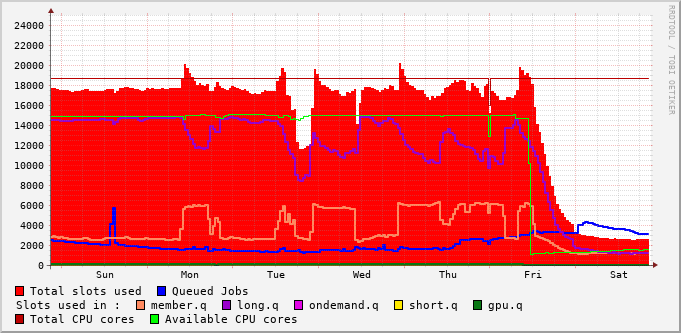 24000
22000
20000
18000
16000
14000
12000
10000
8000
6000
4000
2000
0
Sun Mon Tue Wed Thu Fri Sat
Total slots used Queued Jobs
Slots used in : member.q long.q ondemand.q short.q gpu.q
Total CPU cores Available CPU cores
RRDTOOL / TOBI OETIKER